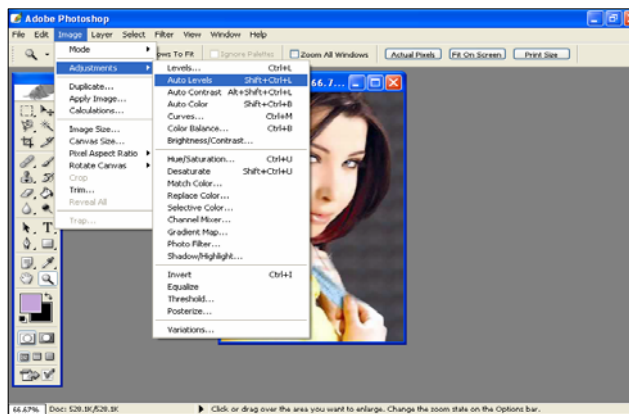 Adobe Photoshop
File Edit Image Layer Select Filter View Window Help
Mode
ows To Fit Ignore Palettes Zoom All Windows Actual Pixels Fit On Screen Print Size
Adjustments
Duplicate...
Apply Image...
Calculations...
Image Size...
Canvas Size...
Pixel Aspect Ratio
Rotate Canvas
Crop
Trim...
Reveal All
Trap...
Levels... Ctrl+L
Auto Levels Shift+Ctrl+L
Auto Contrast Alt+Shift+Ctrl+L
Auto Color Shift+Ctrl+B
Curves... Ctrl+M
Color Balance... Ctrl+B
Brightness/Contrast...
Hue/Saturation... Ctrl+U
Desaturate Shift+Ctrl+U
Match Color...
Replace Color...
Selective Color...
Channel Mixer...
Gradient Map...
Photo Filter...
Shadow/Highlight...
Invert Ctrl+I
Equalize
Threshold...
Posterize...
Variations...
66.7...
66.67% Doc: 520.1K/520.1K Click or drag over the area you want to enlarge. Change the zoom state on the Options bar.